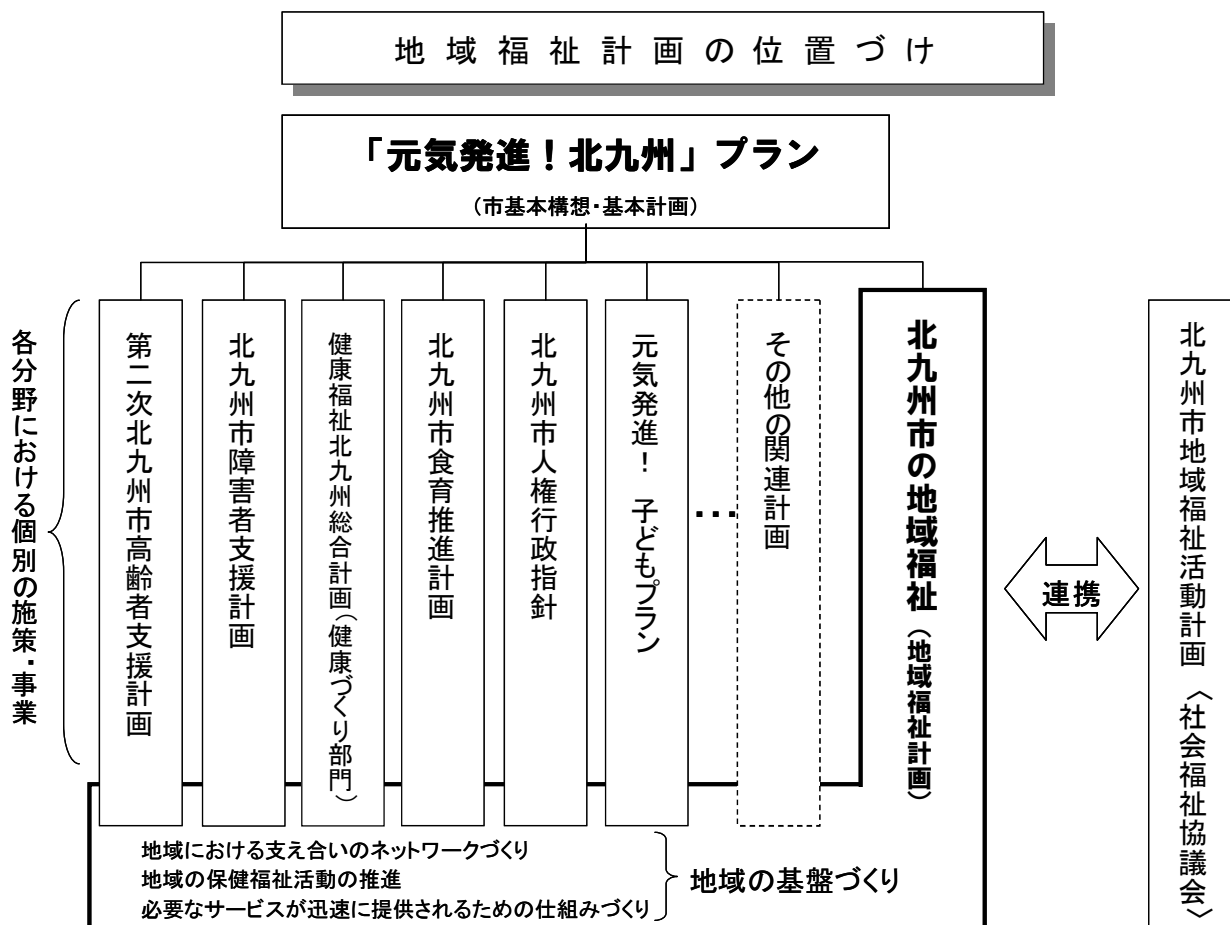 地域福祉計画の位置づけ
「元気発進！北九州」プラン
（市基本構想・基本計画）
各分野における個別の施策・事業
第二次北九州市高齢者支援計画
北九州市障害者支援計画
健康福祉北九州総合計画（健康づくり部門）
北九州市食育推進計画
北九州市人権行政指針
元気発進！ 子どもプラン
…
その他の関連計画
北九州市の地域福祉（地域福祉計画）
連携
北九州市地域福祉活動計画〈社会福祉協議会〉
地域における支え合いのネットワークづくり
地域の保健福祉活動の推進
必要なサービスが迅速に提供されるための仕組みづくり
地域の基盤づくり